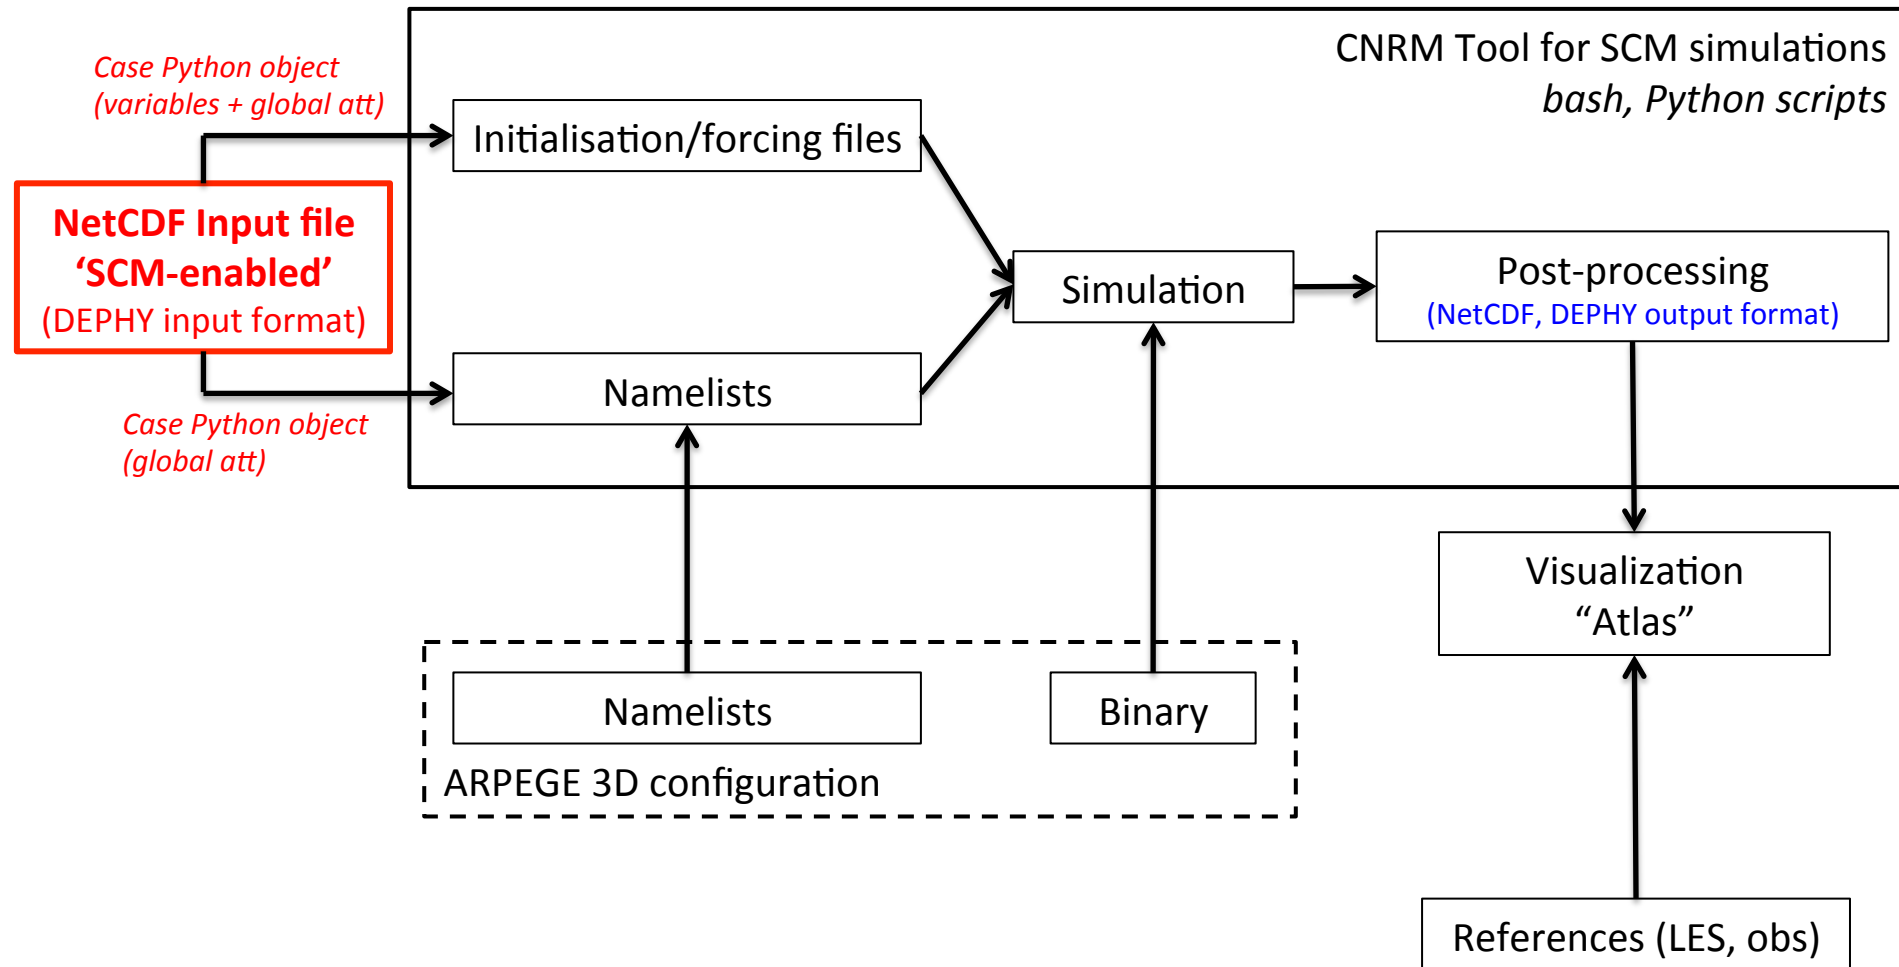 CNRM Tool for SCM simulations
bash, Python scripts
Case Python object
(variables + global att)
Initialisation/forcing files
NetCDF Input file
‘SCM-enabled’
(DEPHY input format)
Simulation
Post-processing
(NetCDF, DEPHY output format)
Namelists
Case Python object
(global att)
Visualization
“Atlas”
Namelists
Binary
ARPEGE 3D configuration
References (LES, obs)